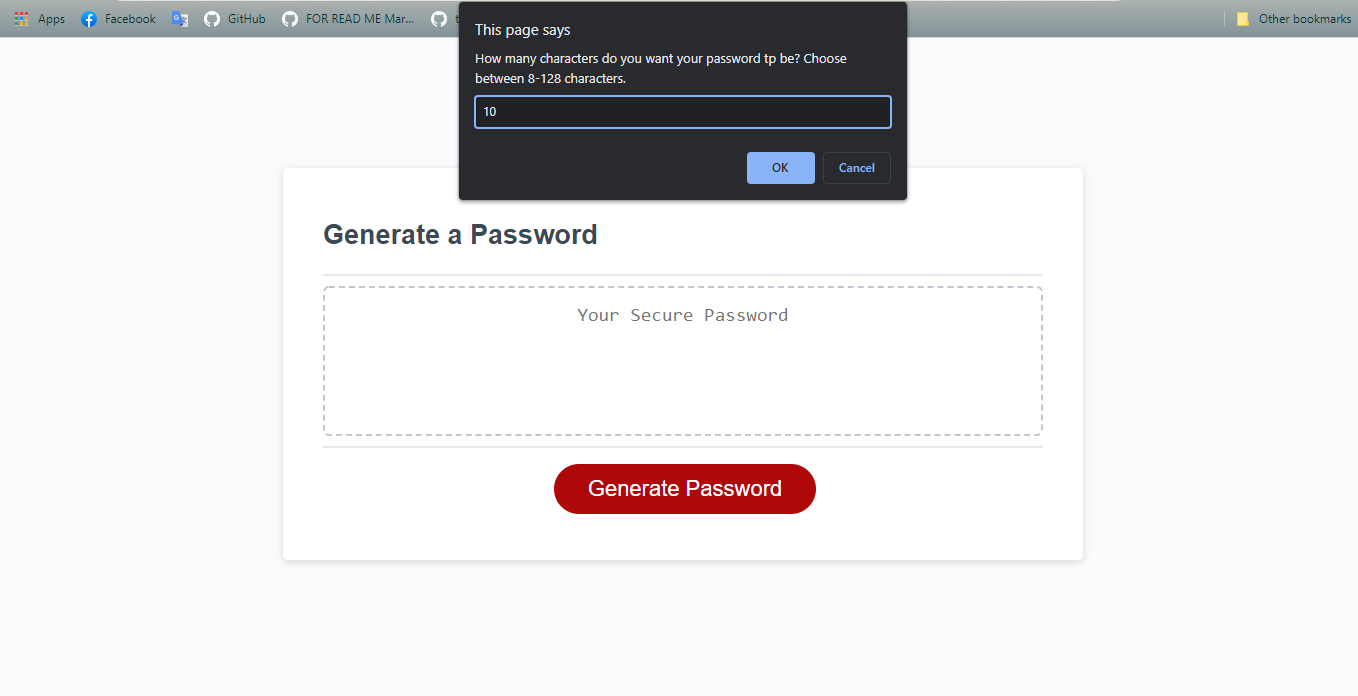 Apps Facebook GitHub FOR READ ME Mar... Other bookmarks
This page says
How many characters do you want your password tp be? Choose
between 8-128 characters.
10
OK Cancel
Generate a Password
Your Secure Password
Generate Password